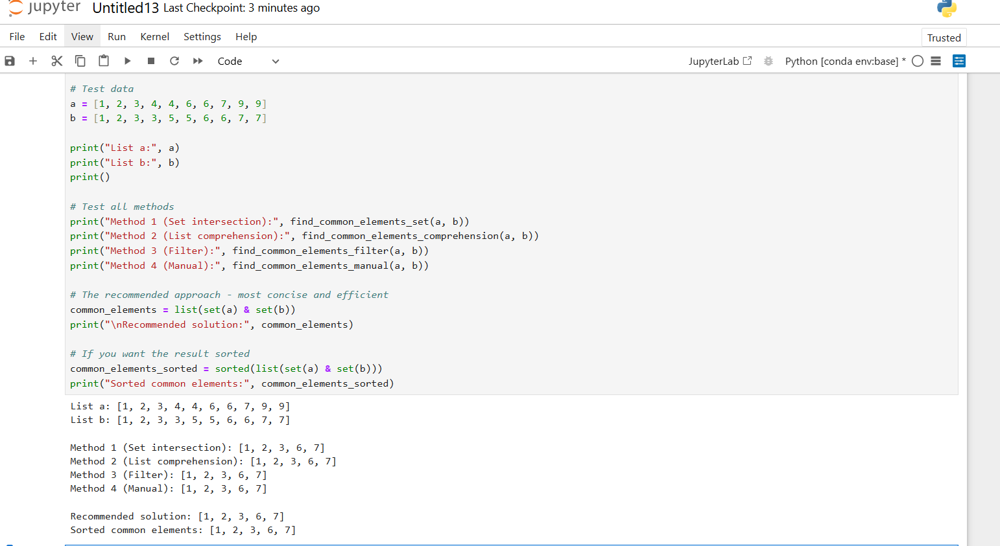 jupyter Untitled13 Last Checkpoint: 3 minutes ago
File Edit View Run Kernel Settings Help
Trusted
Code JupyterLab Python [conda env:base] *
# Test data
a = [1, 2, 3, 4, 4, 6, 6, 7, 9, 9]
b = [1, 2, 3, 3, 5, 5, 6, 6, 7, 7]
print("List a:", a)
print("List b:", b)
print()
# Test all methods
print("Method 1 (Set intersection):", find_common_elements_set(a, b))
print("Method 2 (List comprehension):", find_common_elements_comprehension(a, b))
print("Method 3 (Filter):", find_common_elements_filter(a, b))
print("Method 4 (Manual):", find_common_elements_manual(a, b))
# The recommended approach - most concise and efficient
common_elements = list(set(a) & set(b))
print("\nRecommended solution:", common_elements)
# If you want the result sorted
common_elements_sorted = sorted(list(set(a) & set(b)))
print("Sorted common elements:", common_elements_sorted)
List a: [1, 2, 3, 4, 4, 6, 6, 7, 9, 9]
List b: [1, 2, 3, 3, 5, 5, 6, 6, 7, 7]
Method 1 (Set intersection): [1, 2, 3, 6, 7]
Method 2 (List comprehension): [1, 2, 3, 6, 7]
Method 3 (Filter): [1, 2, 3, 6, 7]
Method 4 (Manual): [1, 2, 3, 6, 7]
Recommended solution: [1, 2, 3, 6, 7]
Sorted common elements: [1, 2, 3, 6, 7]